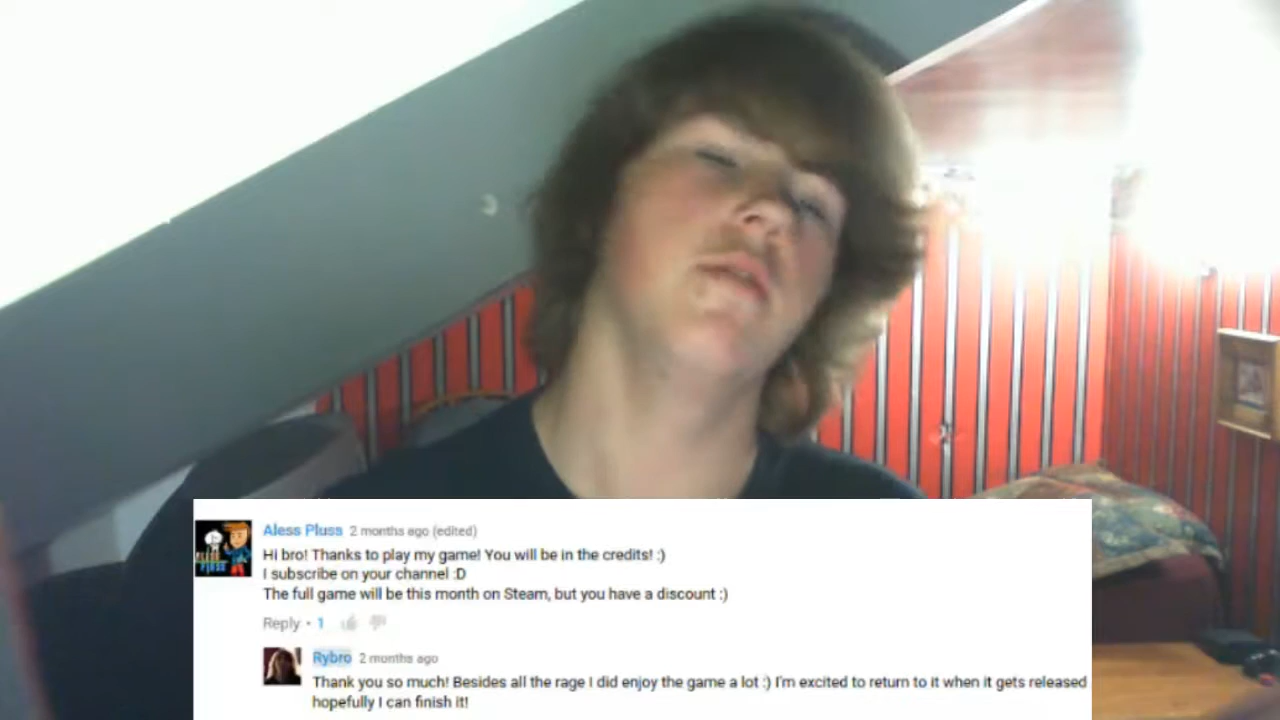 Aless Pluss 2 months ago (edited)
Hi bro! Thanks to play my game! You will be in the credits! :)
I subscribe on your channel :D
The full game will be this month on Steam, but you have a discount :)
Reply • 1
Rybro 2 months ago
Thank you so much! Besides all the rage I did enjoy the game a lot :) I'm excited to return to it when it gets released
hopefully I can finish it!